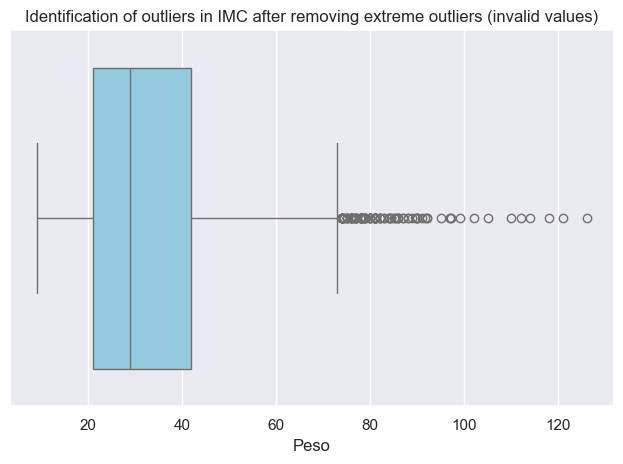 Identification of outliers in IMC after removing extreme outliers (invalid values)
20 40 60 80 100 120
Peso